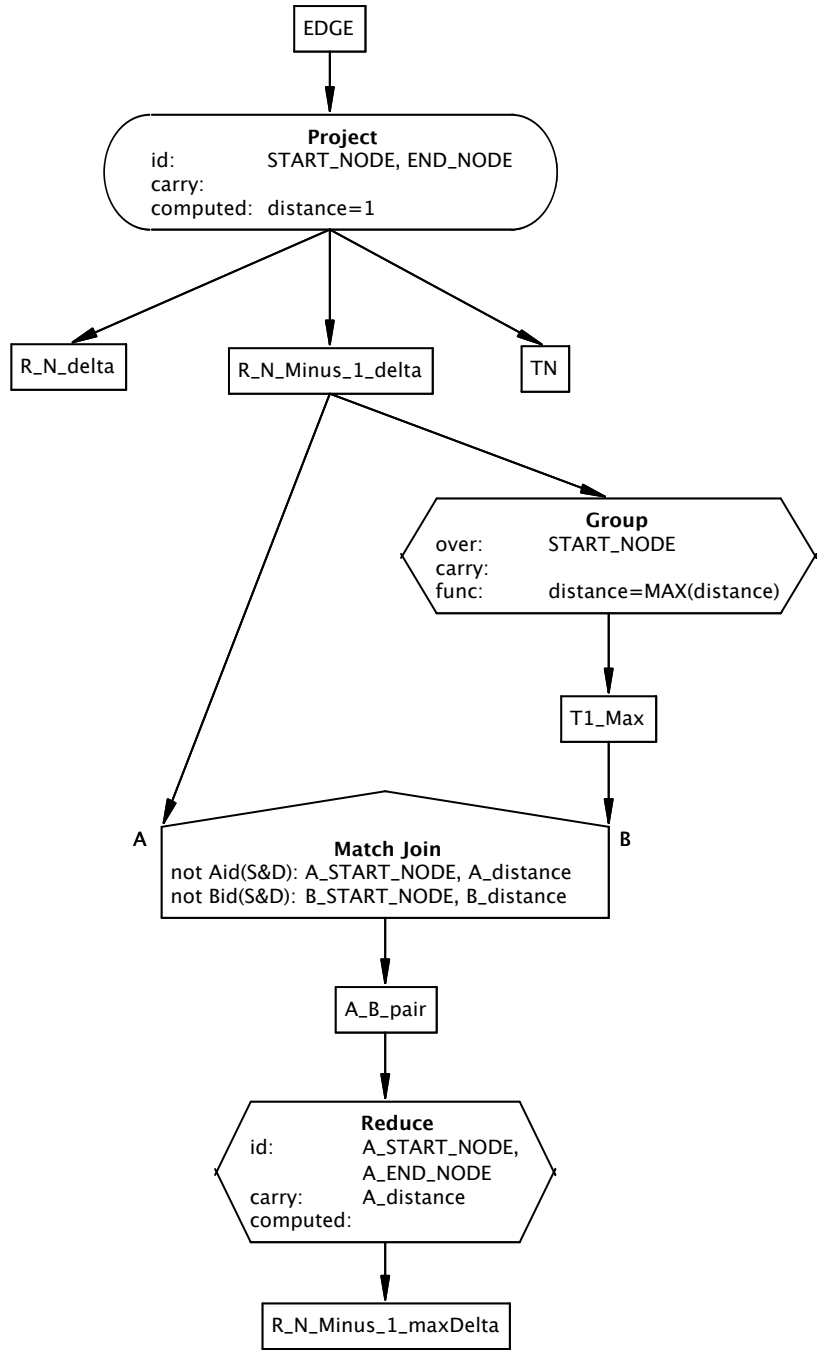 EDGE
Project
id: START_NODE, END_NODE
carry:
computed: distance=1
R_N_delta
R_N_Minus_1_delta
TN
Group
over: START_NODE
carry:
func: distance=MAX(distance)
T1_Max
A
B
Match Join
not Aid(S&D): A_START_NODE, A_distance
not Bid(S&D): B_START_NODE, B_distance
A_B_pair
Reduce
id: A_START_NODE,
A_END_NODE
carry: A_distance
computed:
R_N_Minus_1_maxDelta